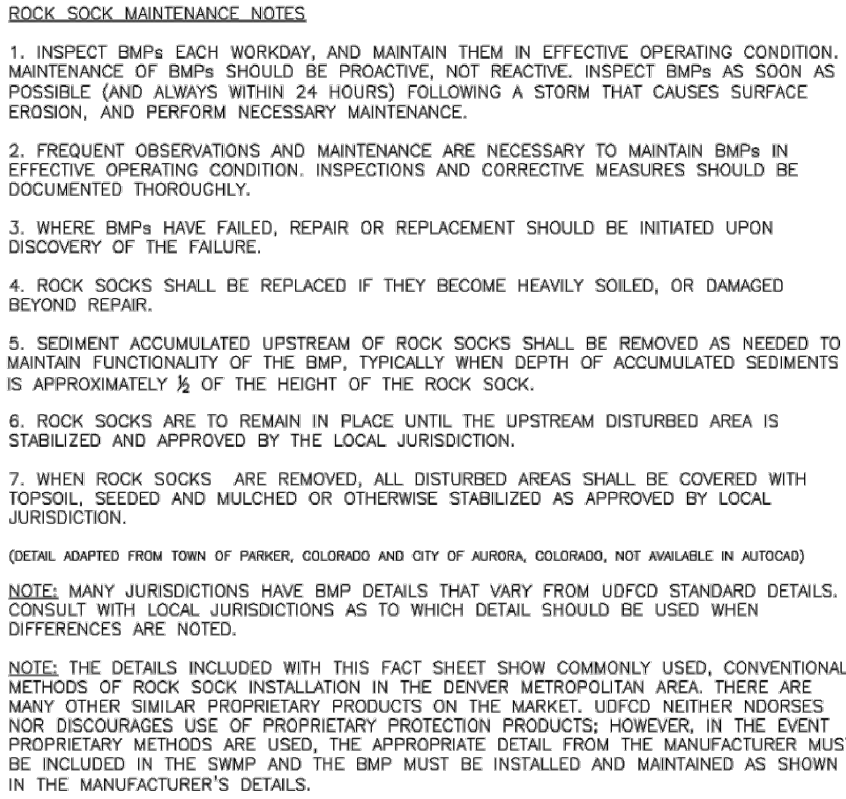 ROCK SOCK MAINTENANCE NOTES
1. INSPECT BMPs EACH WORKDAY, AND MAINTAIN THEM IN EFFECTIVE OPERATING CONDITION.
MAINTENANCE OF BMPs SHOULD BE PROACTIVE, NOT REACTIVE. INSPECT BMPs AS SOON AS
POSSIBLE (AND ALWAYS WITHIN 24 HOURS) FOLLOWING A STORM THAT CAUSES SURFACE
EROSION, AND PERFORM NECESSARY MAINTENANCE.
2. FREQUENT OBSERVATIONS AND MAINTENANCE ARE NECESSARY TO MAINTAIN BMPs IN
EFFECTIVE OPERATING CONDITION. INSPECTIONS AND CORRECTIVE MEASURES SHOULD BE
DOCUMENTED THOROUGHLY.
3. WHERE BMPs HAVE FAILED, REPAIR OR REPLACEMENT SHOULD BE INITIATED UPON
DISCOVERY OF THE FAILURE.
4. ROCK SOCKS SHALL BE REPLACED IF THEY BECOME HEAVILY SOILED, OR DAMAGED
BEYOND REPAIR.
5. SEDIMENT ACCUMULATED UPSTREAM OF ROCK SOCKS SHALL BE REMOVED AS NEEDED TO
MAINTAIN FUNCTIONALITY OF THE BMP, TYPICALLY WHEN DEPTH OF ACCUMULATED SEDIMENTS
IS APPROXIMATELY ½ OF THE HEIGHT OF THE ROCK SOCK.
6. ROCK SOCKS ARE TO REMAIN IN PLACE UNTIL THE UPSTREAM DISTURBED AREA IS
STABILIZED AND APPROVED BY THE LOCAL JURISDICTION.
7. WHEN ROCK SOCKS ARE REMOVED, ALL DISTURBED AREAS SHALL BE COVERED WITH
TOPSOIL, SEEDED AND MULCHED OR OTHERWISE STABILIZED AS APPROVED BY LOCAL
JURISDICTION.
(DETAIL ADAPTED FROM TOWN OF PARKER, COLORADO AND CITY OF AURORA, COLORADO, NOT AVAILABLE IN AUTOCAD)
NOTE: MANY JURISDICTIONS HAVE BMP DETAILS THAT VARY FROM UDFCD STANDARD DETAILS.
CONSULT WITH LOCAL JURISDICTIONS AS TO WHICH DETAIL SHOULD BE USED WHEN
DIFFERENCES ARE NOTED.
NOTE: THE DETAILS INCLUDED WITH THIS FACT SHEET SHOW COMMONLY USED, CONVENTIONAL
METHODS OF ROCK SOCK INSTALLATION IN THE DENVER METROPOLITAN AREA. THERE ARE
MANY OTHER SIMILAR PROPRIETARY PRODUCTS ON THE MARKET. UDFCD NEITHER NDORSES
NOR DISCOURAGES USE OF PROPRIETARY PROTECTION PRODUCTS; HOWEVER, IN THE EVENT
PROPRIETARY METHODS ARE USED, THE APPROPRIATE DETAIL FROM THE MANUFACTURER MUST
BE INCLUDED IN THE SWMP AND THE BMP MUST BE INSTALLED AND MAINTAINED AS SHOWN
IN THE MANUFACTURER'S DETAILS.